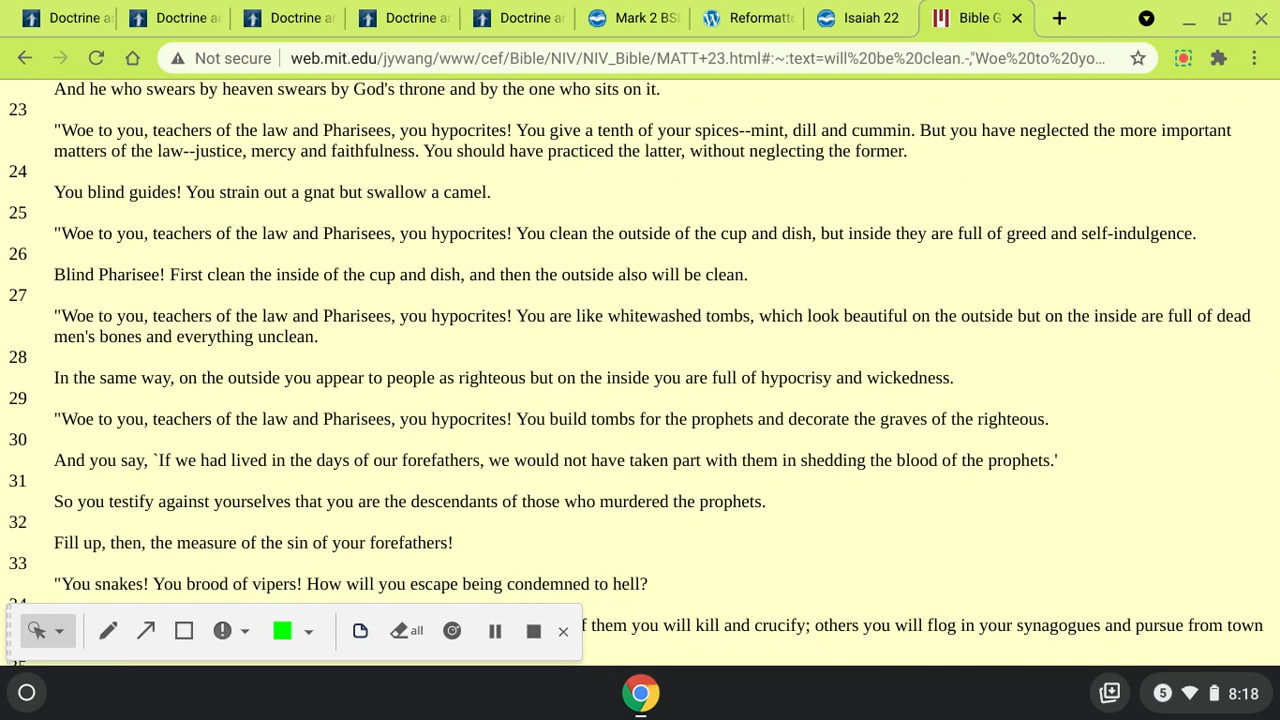 Doctrine ar
Doctrine ar
Doctrine ar
Doctrine ar
Doctrine ar
Mark 2 BSI
Reformatte
Isaiah 22
Bible G
Not secure
web.mit.edu/jywang/www/cef/Bible/NIV/NIV_Bible/MATT+23.html#:~:text=will%20be%20clean.-,"Woe%20to%20yo…
And he who swears by heaven swears by God's throne and by the one who sits on it.
23
"Woe to you, teachers of the law and Pharisees, you hypocrites! You give a tenth of your spices--mint, dill and cummin. But you have neglected the more important
matters of the law--justice, mercy and faithfulness. You should have practiced the latter, without neglecting the former.
24
You blind guides! You strain out a gnat but swallow a camel.
25
"Woe to you, teachers of the law and Pharisees, you hypocrites! You clean the outside of the cup and dish, but inside they are full of greed and self-indulgence.
26
Blind Pharisee! First clean the inside of the cup and dish, and then the outside also will be clean.
27
"Woe to you, teachers of the law and Pharisees, you hypocrites! You are like whitewashed tombs, which look beautiful on the outside but on the inside are full of dead
men's bones and everything unclean.
28
In the same way, on the outside you appear to people as righteous but on the inside you are full of hypocrisy and wickedness.
29
"Woe to you, teachers of the law and Pharisees, you hypocrites! You build tombs for the prophets and decorate the graves of the righteous.
30
And you say, `If we had lived in the days of our forefathers, we would not have taken part with them in shedding the blood of the prophets.'
31
So you testify against yourselves that you are the descendants of those who murdered the prophets.
32
Fill up, then, the measure of the sin of your forefathers!
33
"You snakes! You brood of vipers! How will you escape being condemned to hell?
them you will kill and crucify; others you will flog in your synagogues and pursue from town
all
5
8:18